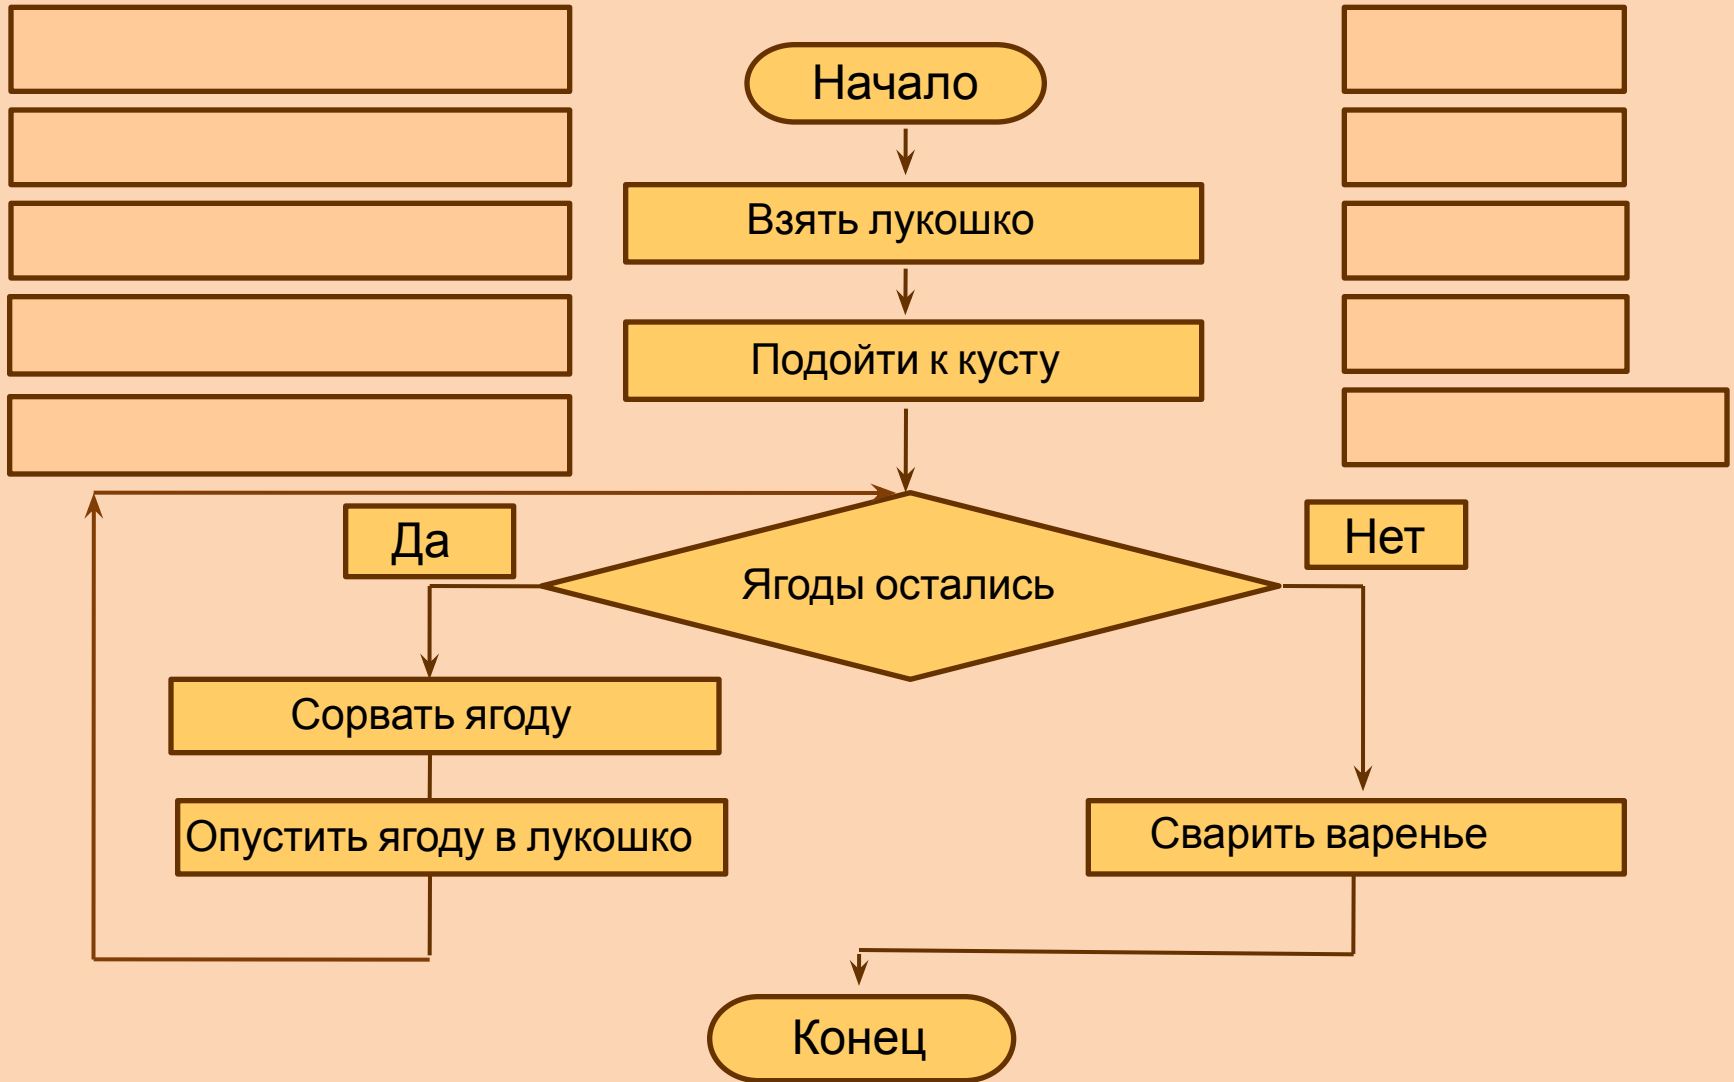 Начало
Взять лукошко
Подойти к кусту
Да
Нет
Ягоды остались
Сорвать ягоду
Опустить ягоду в лукошко
Сварить варенье
Конец